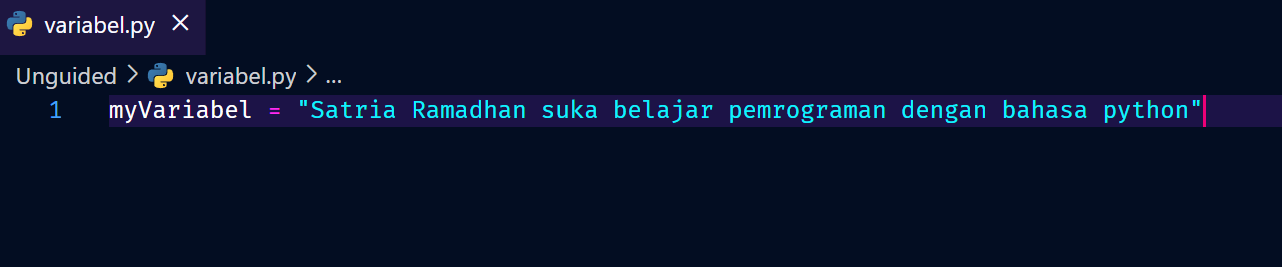 variabel.py ×
Unguided > variabel.py > ...
1 myVariabel = "Satria Ramadhan suka belajar pemrograman dengan bahasa python"